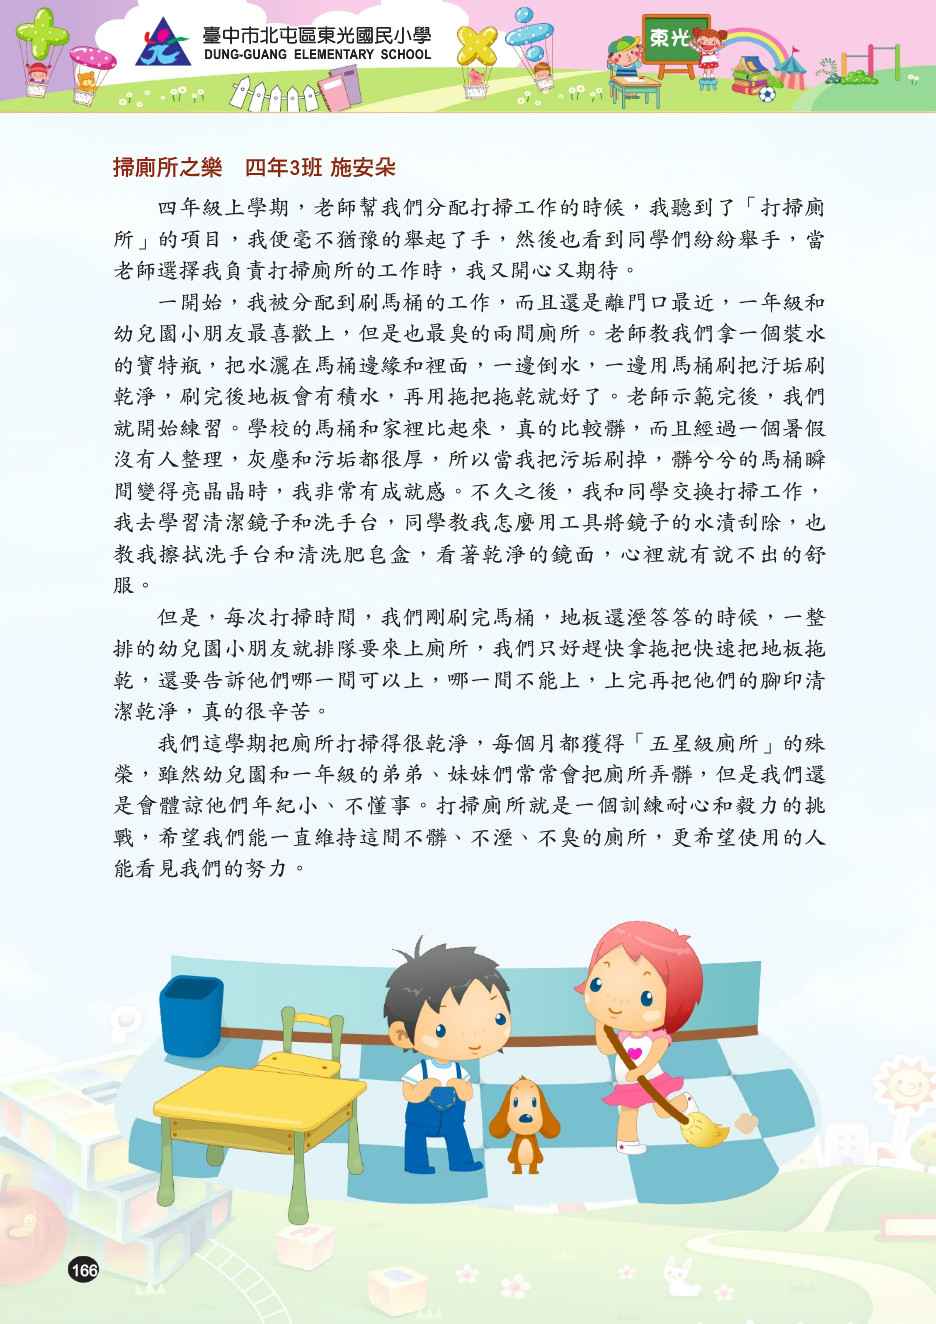 臺中市北屯區東光國民小學
DUNG-GUANG ELEMENTARY SCHOOL
東光
掃廁所之樂　四年3班 施安朵
四年級上學期，老師幫我們分配打掃工作的時候，我聽到了「打掃廁
所」的項目，我便毫不猶豫的舉起了手，然後也看到同學們紛紛舉手，當
老師選擇我負責打掃廁所的工作時，我又開心又期待。
一開始，我被分配到刷馬桶的工作，而且還是離門口最近，一年級和
幼兒園小朋友最喜歡上，但是也最臭的兩間廁所。老師教我們拿一個裝水
的寶特瓶，把水灑在馬桶邊緣和裡面，一邊倒水，一邊用馬桶刷把汙垢刷
乾淨，刷完後地板會有積水，再用拖把拖乾就好了。老師示範完後，我們
就開始練習。學校的馬桶和家裡比起來，真的比較髒，而且經過一個暑假
沒有人整理，灰塵和污垢都很厚，所以當我把污垢刷掉，髒兮兮的馬桶瞬
間變得亮晶晶時，我非常有成就感。不久之後，我和同學交換打掃工作，
我去學習清潔鏡子和洗手台，同學教我怎麼用工具將鏡子的水漬刮除，也
教我擦拭洗手台和清洗肥皂盒，看著乾淨的鏡面，心裡就有說不出的舒
服。
但是，每次打掃時間，我們剛刷完馬桶，地板還溼答答的時候，一整
排的幼兒園小朋友就排隊要來上廁所，我們只好趕快拿拖把快速把地板拖
乾，還要告訴他們哪一間可以上，哪一間不能上，上完再把他們的腳印清
潔乾淨，真的很辛苦。
我們這學期把廁所打掃得很乾淨，每個月都獲得「五星級廁所」的殊
榮，雖然幼兒園和一年級的弟弟、妹妹們常常會把廁所弄髒，但是我們還
是會體諒他們年紀小、不懂事。打掃廁所就是一個訓練耐心和毅力的挑
戰，希望我們能一直維持這間不髒、不溼、不臭的廁所，更希望使用的人
能看見我們的努力。
166